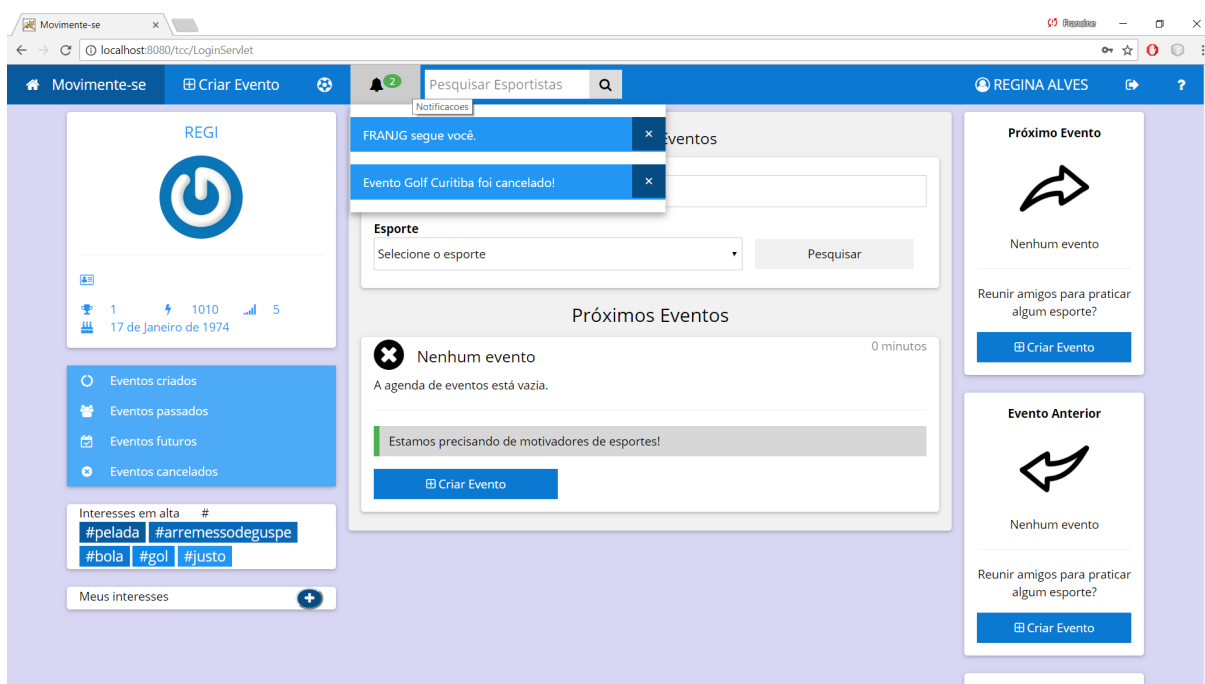 Movimente-se
Francine
localhost:8080/tcc/LoginServlet
Movimente-se
Criar Evento
2
Pesquisar Esportistas
REGINA ALVES
?
Notificacoes
FRANJG segue você.
Evento Golf Curitiba foi cancelado!
REGI
1 1010 5
17 de Janeiro de 1974
Eventos criados
Eventos passados
Eventos futuros
Eventos cancelados
Interesses em alta #
#pelada #arremessodeguspe
#bola #gol #justo
Meus interesses
Eventos
Esporte
Selecione o esporte
Pesquisar
Próximos Eventos
Nenhum evento
0 minutos
A agenda de eventos está vazia.
Estamos precisando de motivadores de esportes!
Criar Evento
Próximo Evento
Nenhum evento
Reunir amigos para praticar
algum esporte?
Criar Evento
Evento Anterior
Nenhum evento
Reunir amigos para praticar
algum esporte?
Criar Evento